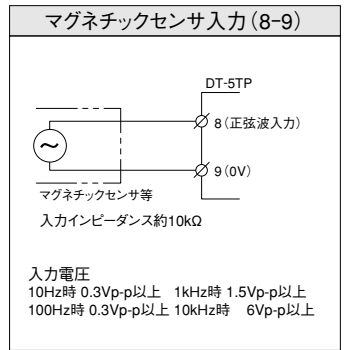 マグネチックセンサ入力(8-9)
DT-5TP
8(正弦波入力)
9(0V)
~
マグネチックセンサ等
入力インピーダンス約10kΩ
入力電圧
10Hz時 0.3Vp-p以上 1kHz時 1.5Vp-p以上
100Hz時 0.3Vp-p以上 10kHz時 6Vp-p以上